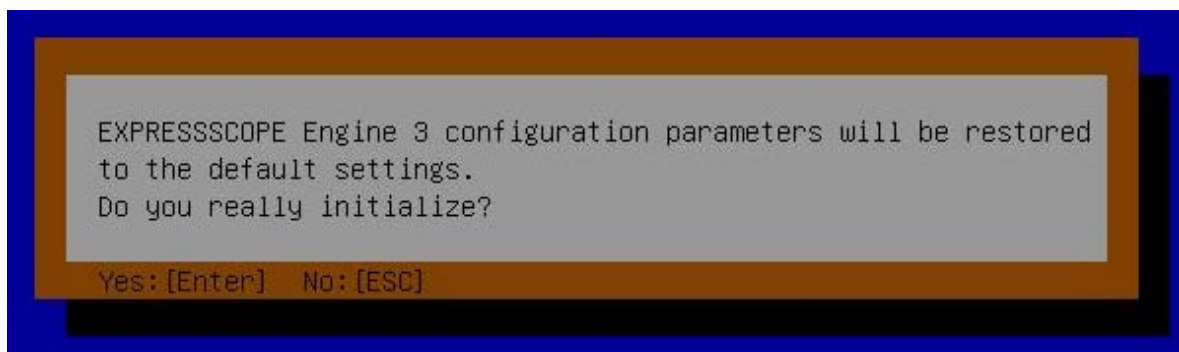 EXPRESSSCOPE Engine 3 configuration parameters will be restored
to the default settings.
Do you really initialize?
Yes:[Enter]  No:[ESC]